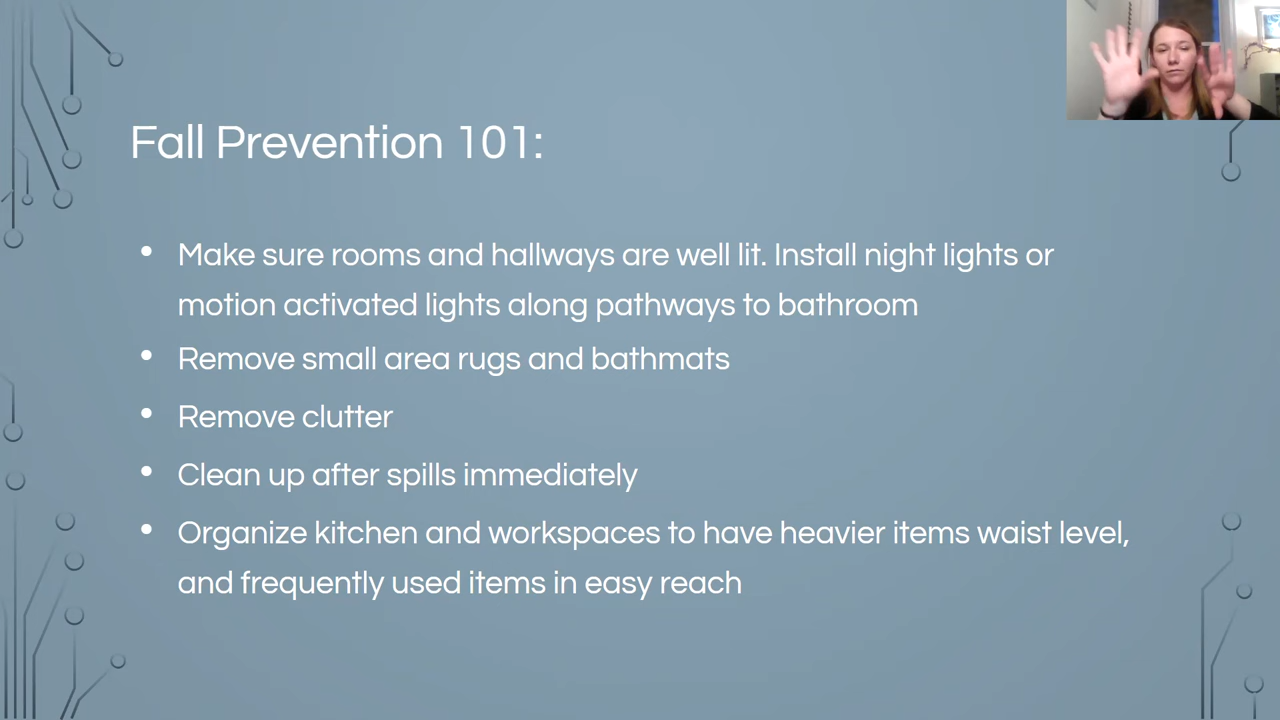 Fall Prevention 101:
Make sure rooms and hallways are well lit. Install night lights or
motion activated lights along pathways to bathroom
Remove small area rugs and bathmats
Remove clutter
Clean up after spills immediately
Organize kitchen and workspaces to have heavier items waist level,
and frequently used items in easy reach